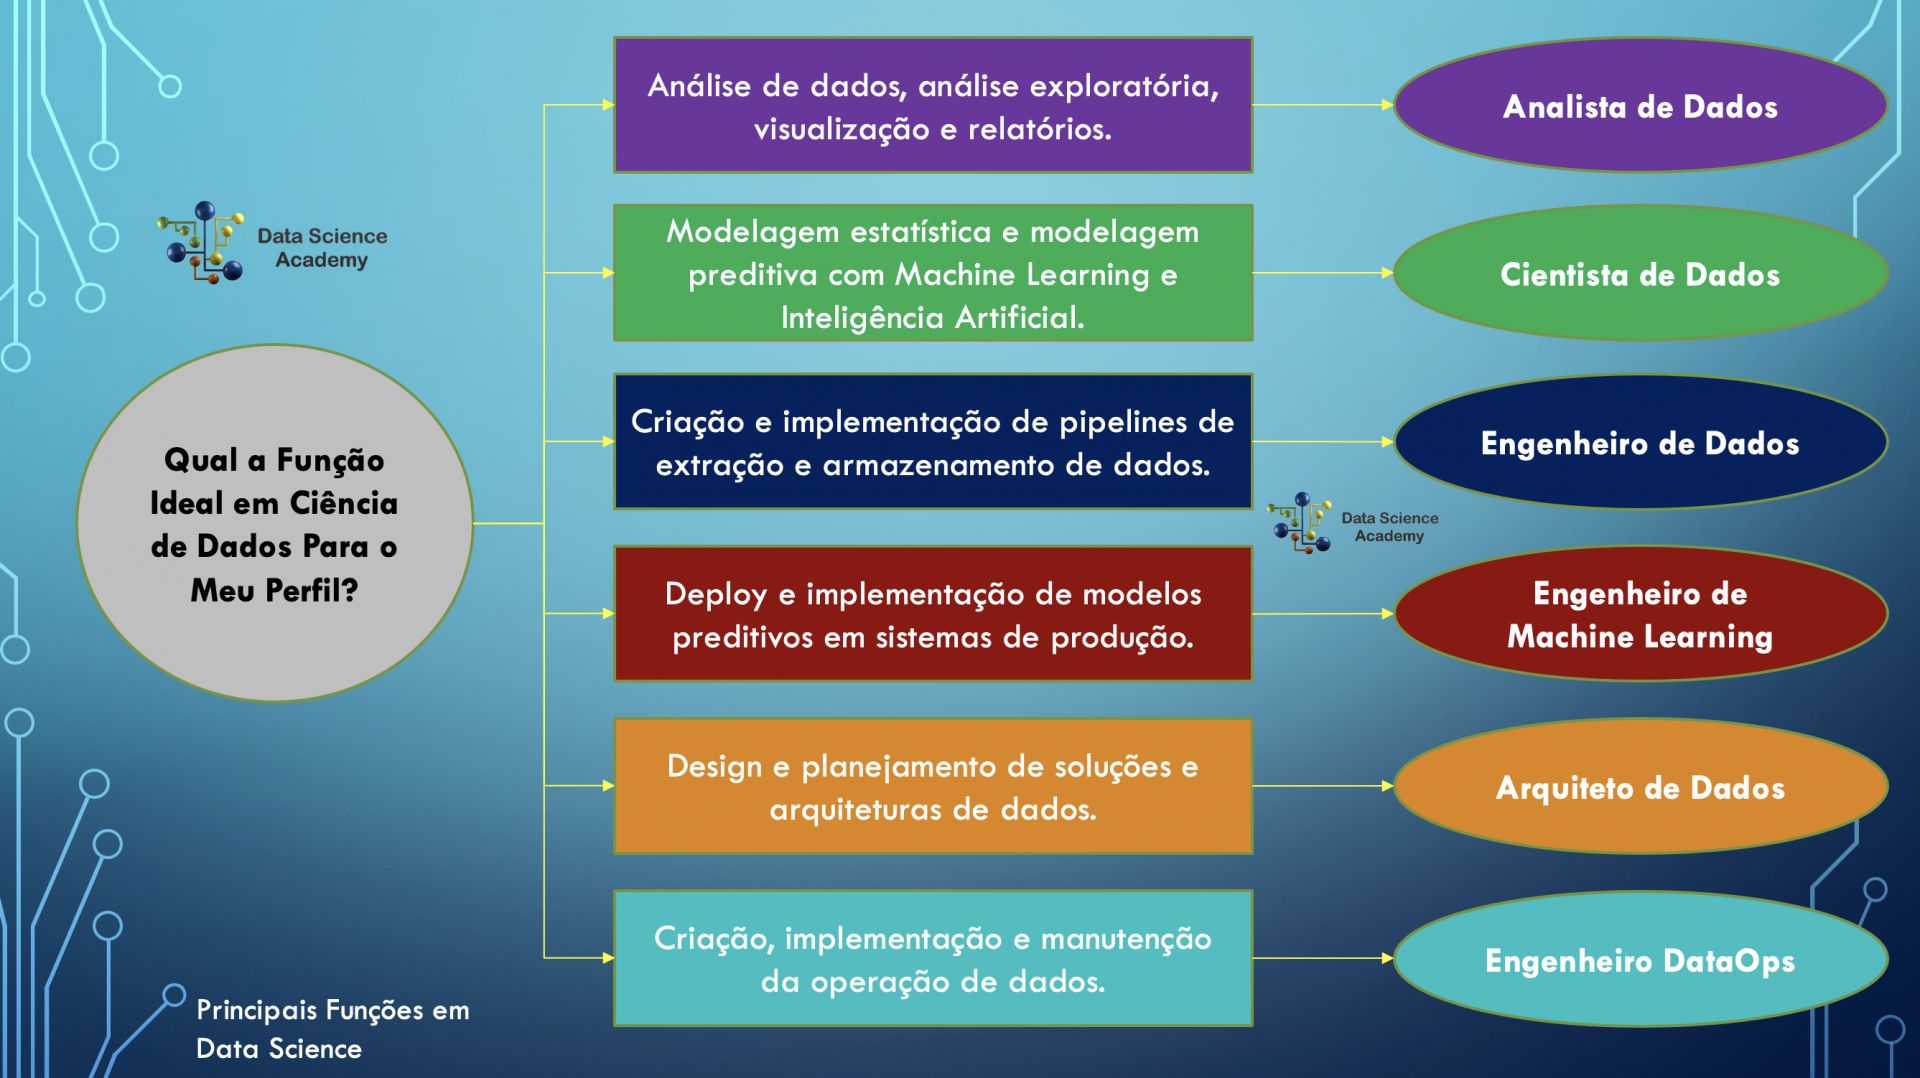 Data Science
Academy
Qual a Função
Ideal em Ciência
de Dados Para o
Meu Perfil?
Análise de dados, análise exploratória,
visualização e relatórios.
Analista de Dados
Modelagem estatística e modelagem
preditiva com Machine Learning e
Inteligência Artificial.
Cientista de Dados
Criação e implementação de pipelines de
extração e armazenamento de dados.
Engenheiro de Dados
Data Science
Academy
Deploy e implementação de modelos
preditivos em sistemas de produção.
Engenheiro de
Machine Learning
Design e planejamento de soluções e
arquiteturas de dados.
Arquiteto de Dados
Criação, implementação e manutenção
da operação de dados.
Engenheiro DataOps
Principais Funções em
Data Science